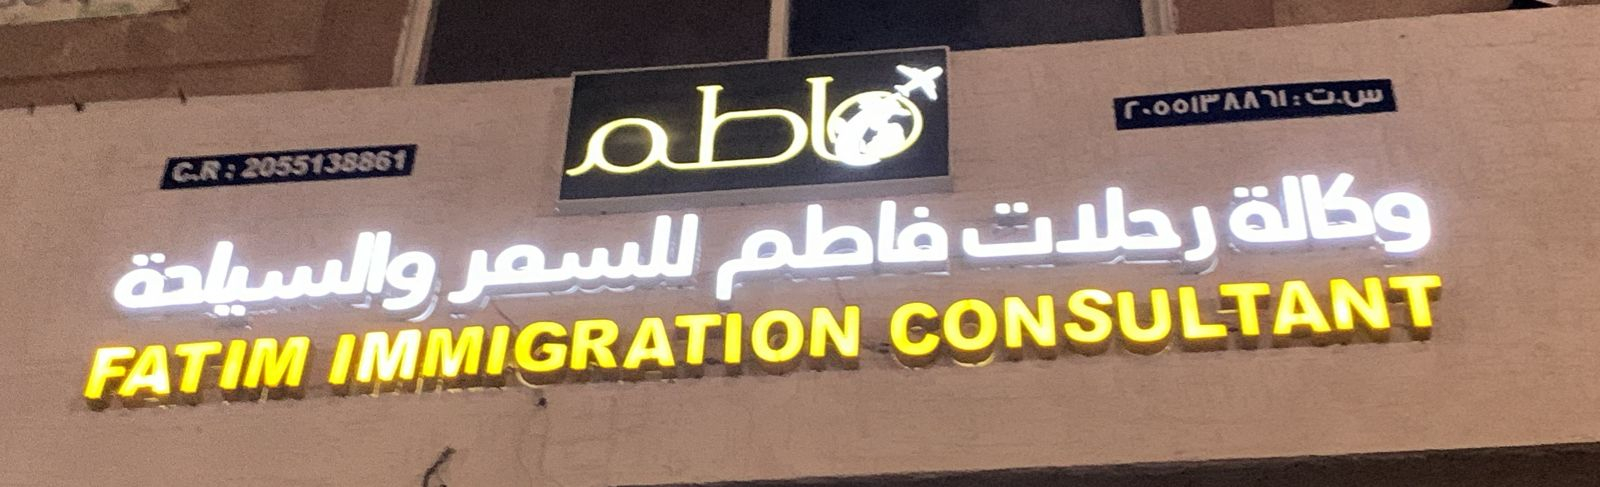 فاطم
س.ت: ٢٠٥٥١٣٨٨٦١
C.R : 2055138861
وكالة رحلات فاطم للسفر والسياحة
FATIM IMMIGRATION CONSULTANT